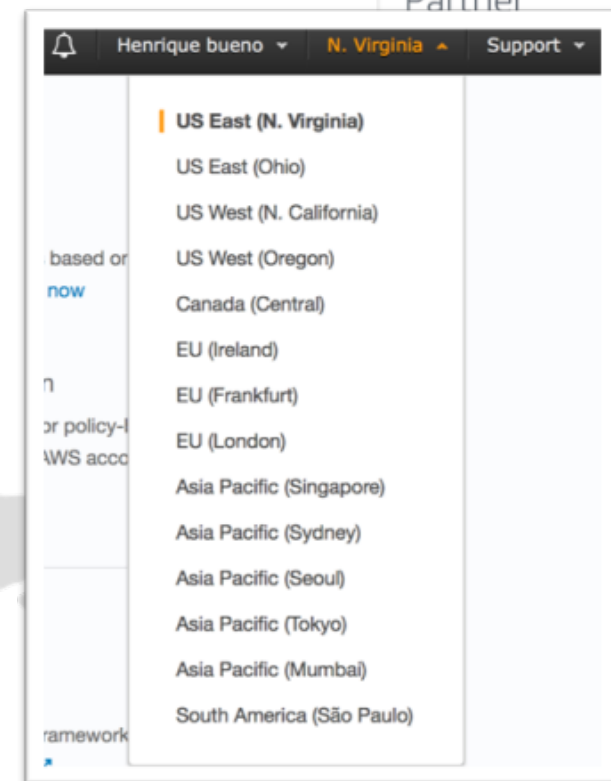 Partner
Henrique bueno N. Virginia Support
US East (N. Virginia)
US East (Ohio)
US West (N. California)
based or
US West (Oregon)
now
Canada (Central)
EU (Ireland)
n
EU (Frankfurt)
or policy-l
EU (London)
AWS acco
Asia Pacific (Singapore)
Asia Pacific (Sydney)
Asia Pacific (Seoul)
Asia Pacific (Tokyo)
Asia Pacific (Mumbai)
South America (São Paulo)
ramework